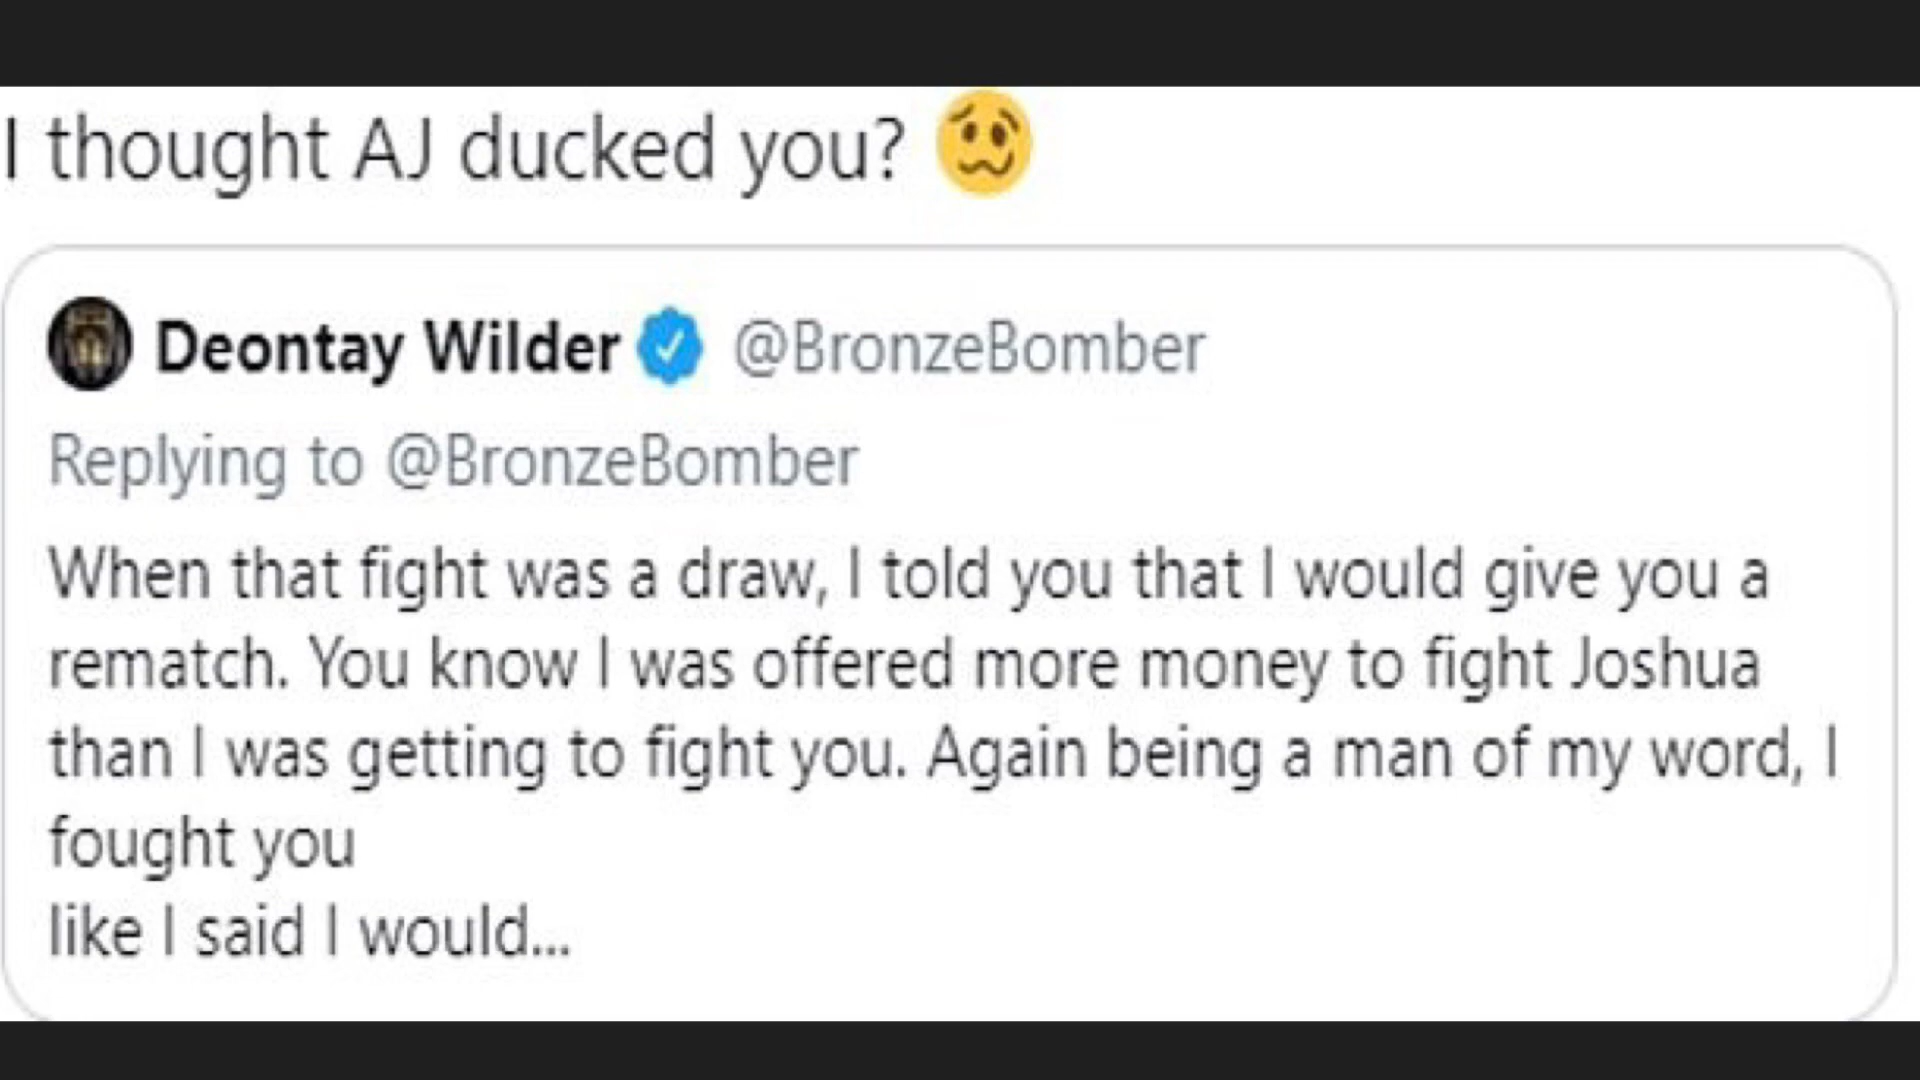 I thought AJ ducked you? 🥴
Deontay Wilder @BronzeBomber
Replying to @BronzeBomber
When that fight was a draw, I told you that I would give you a
rematch. You know I was offered more money to fight Joshua
than I was getting to fight you. Again being a man of my word, I
fought you
like I said I would...